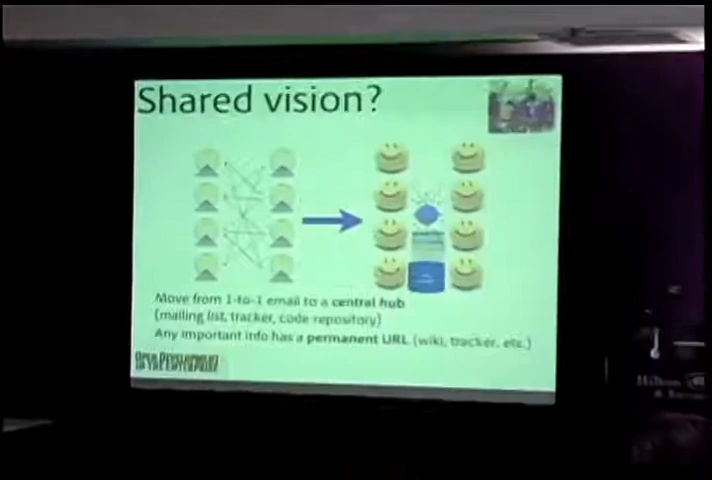 Shared vision?
Move from 1-to-1 email to a central hub
(mailing list, tracker, code repository)
Any important info has a permanent URL (wiki, tracker, etc.)
Hilton